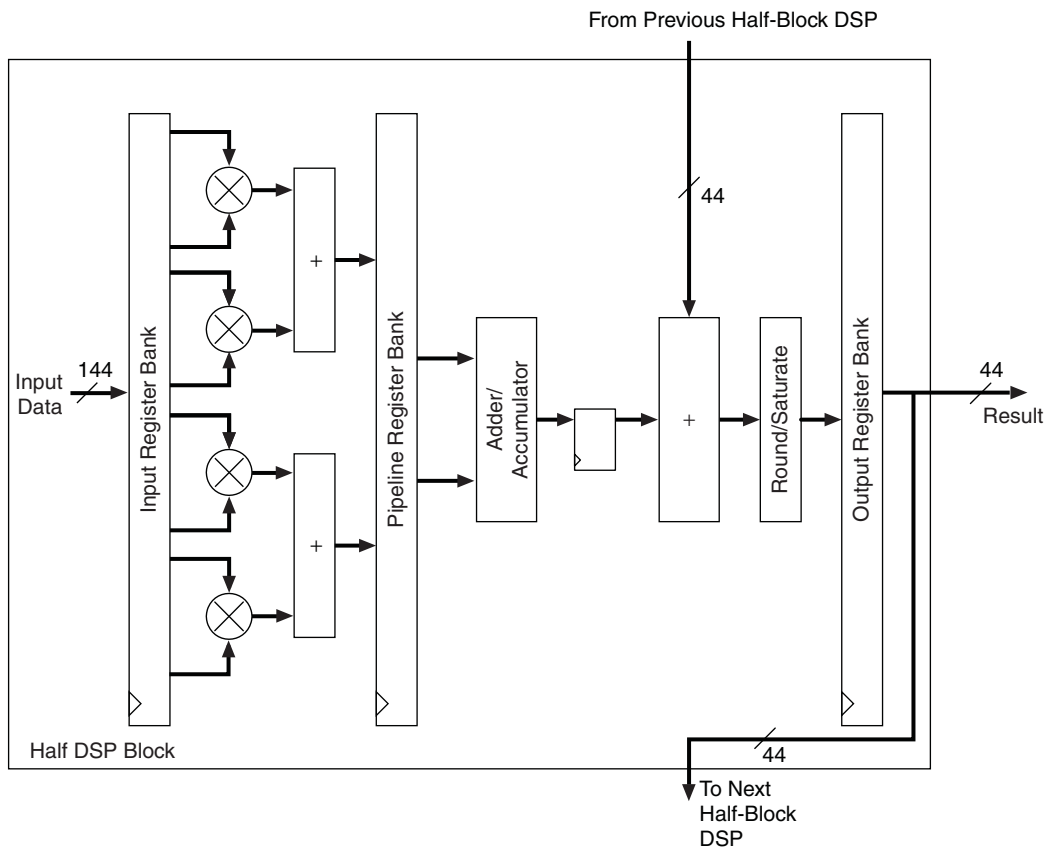 From Previous Half-Block DSP
44
Input Register Bank
+
Pipeline Register Bank
Input
Data
144
Adder/
Accumulator
+
Round/Saturate
Output Register Bank
44
Result
+
Half DSP Block
44
To Next
Half-Block
DSP